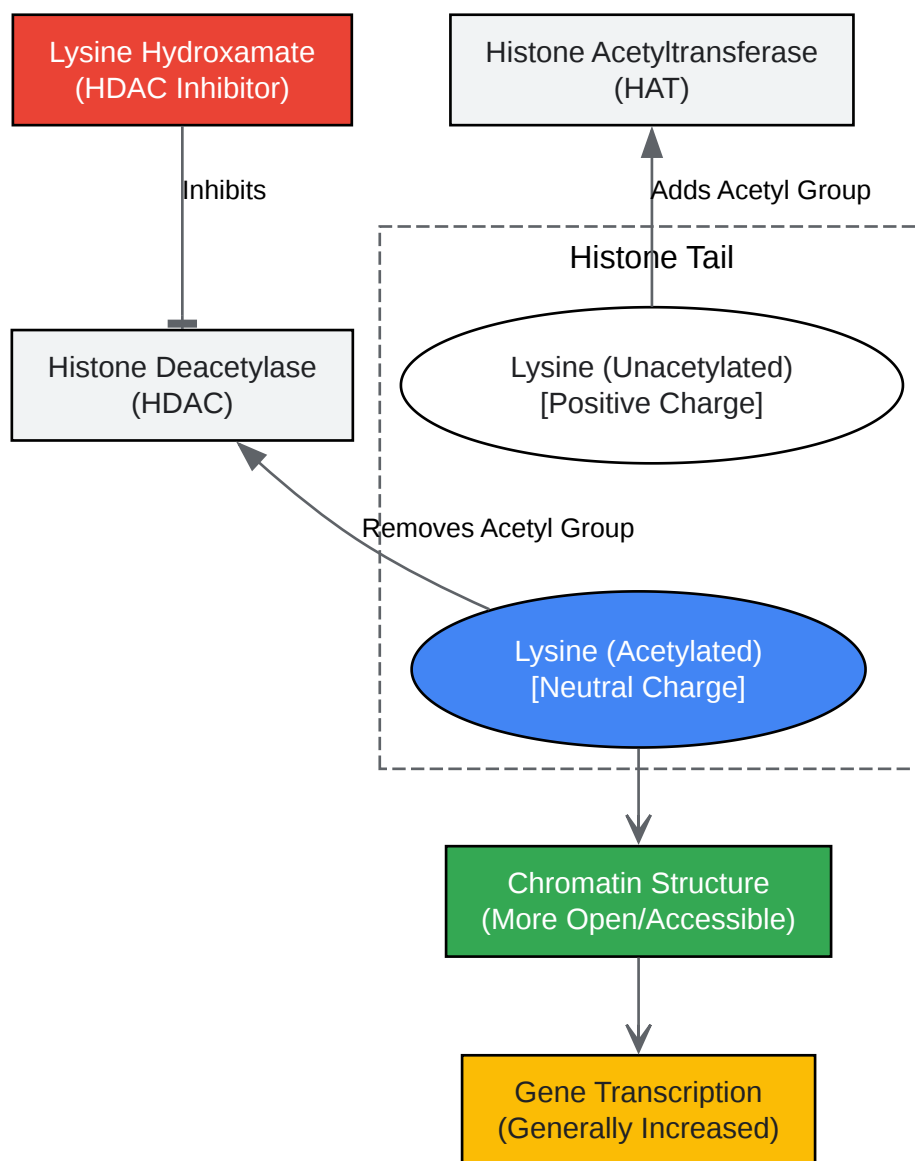 Lysine Hydroxamate
(HDAC Inhibitor)
Histone Acetyltransferase
(HAT)
Inhibits
Adds Acetyl Group
Histone Tail
Histone Deacetylase
(HDAC)
Lysine (Unacetylated)
[Positive Charge]
Removes Acetyl Group
Lysine (Acetylated)
[Neutral Charge]
Chromatin Structure
(More Open/Accessible)
Gene Transcription
(Generally Increased)